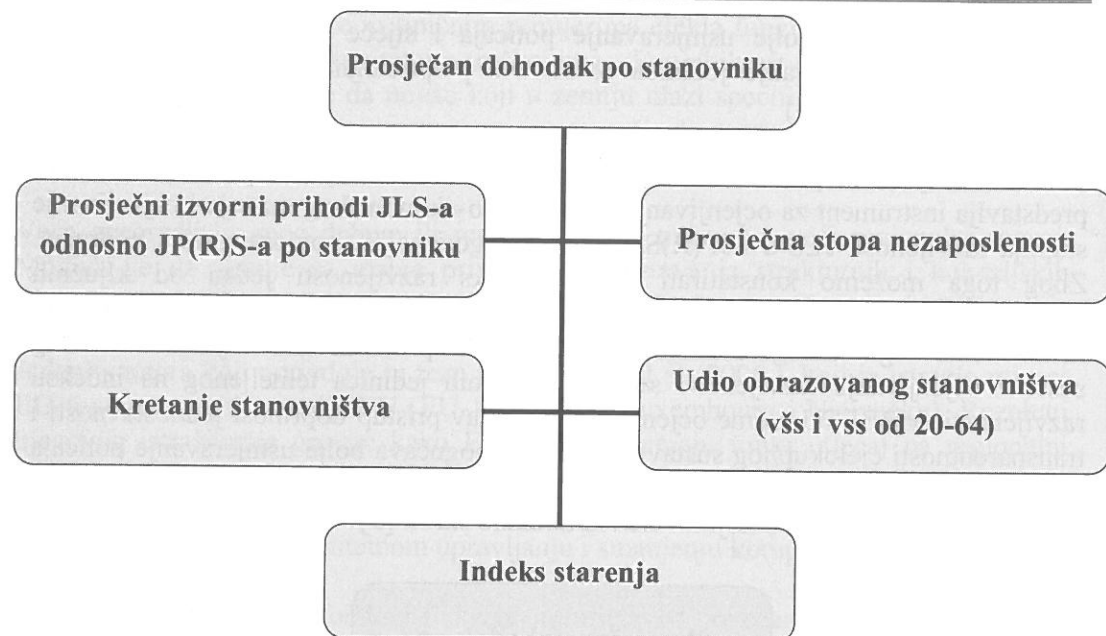 Prosječan dohodak po stanovniku
Prosječni izvorni prihodi JLS-a
odnosno JP(R)S-a po stanovniku
Prosječna stopa nezaposlenosti
Kretanje stanovništva
Udio obrazovanog stanovništva
(všs i vss od 20-64)
Indeks starenja